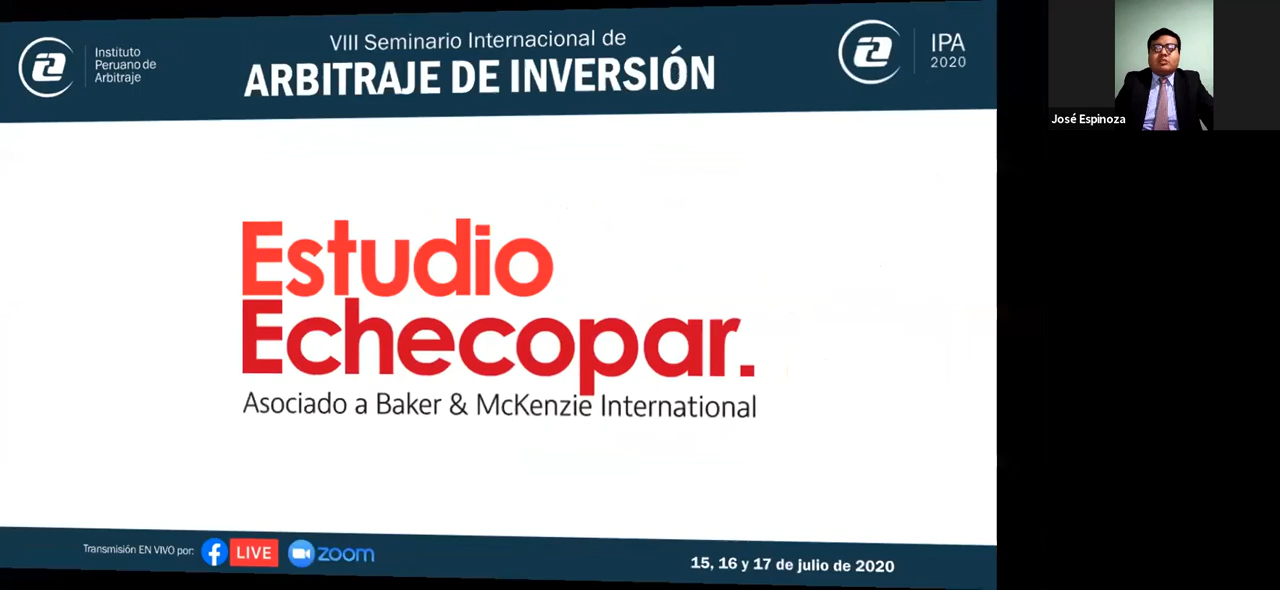 Instituto
Peruano de
Arbitraje
VIII Seminario Internacional de
ARBITRAJE DE INVERSIÓN
IPA
2020
José Espinoza
Estudio
Echecopar.
Asociado a Baker & McKenzie International
Transmisión EN VIVO por:
LIVE
zoom
15, 16 y 17 de julio de 2020